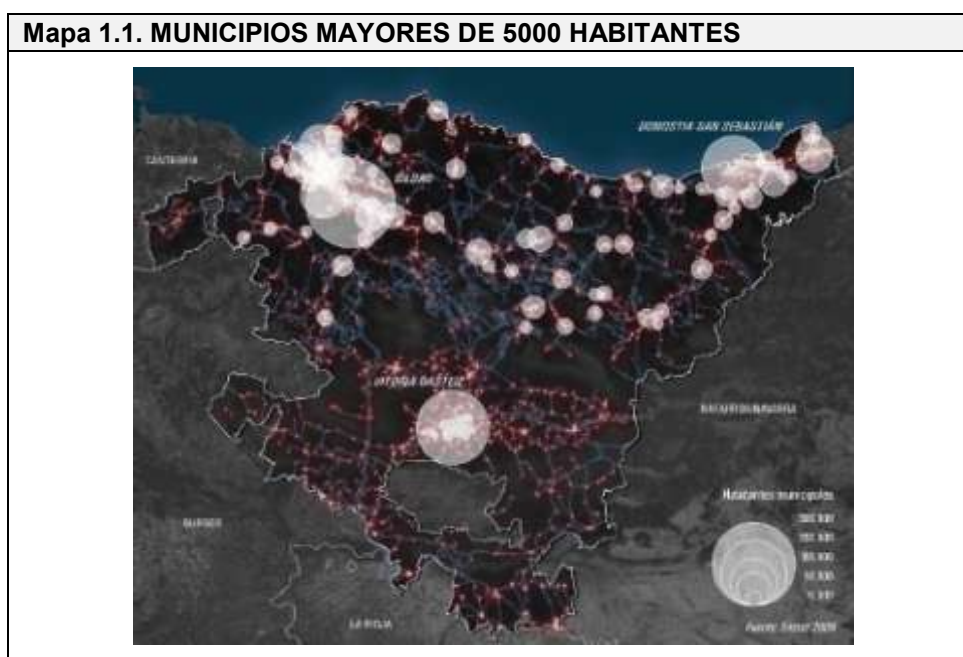 Mapa 1.1. MUNICIPIOS MAYORES DE 5000 HABITANTES
DONOSTIA-SAN SEBASTIÁN
CANTABRIA
BILBAO
VITORIA-GASTEIZ
BURGOS
Habitantes municipales
LA RIOJA